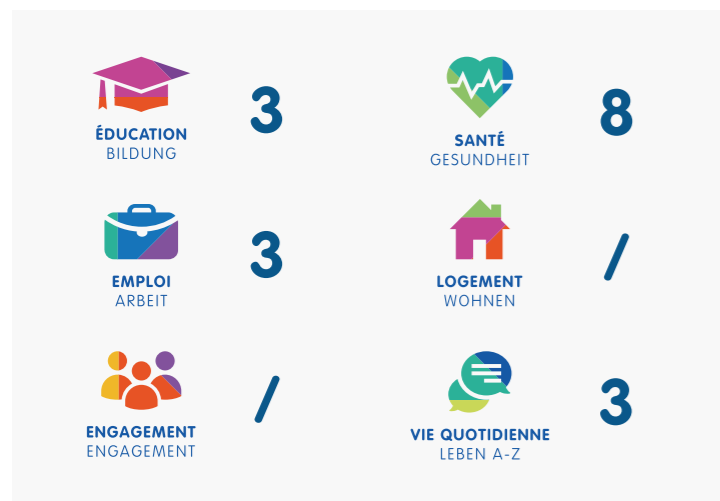 3
ÉDUCATION
BILDUNG
8
SANTÉ
GESUNDHEIT
3
EMPLOI
ARBEIT
/
LOGEMENT
WOHNEN
/
ENGAGEMENT
ENGAGEMENT
3
VIE QUOTIDIENNE
LEBEN A-Z